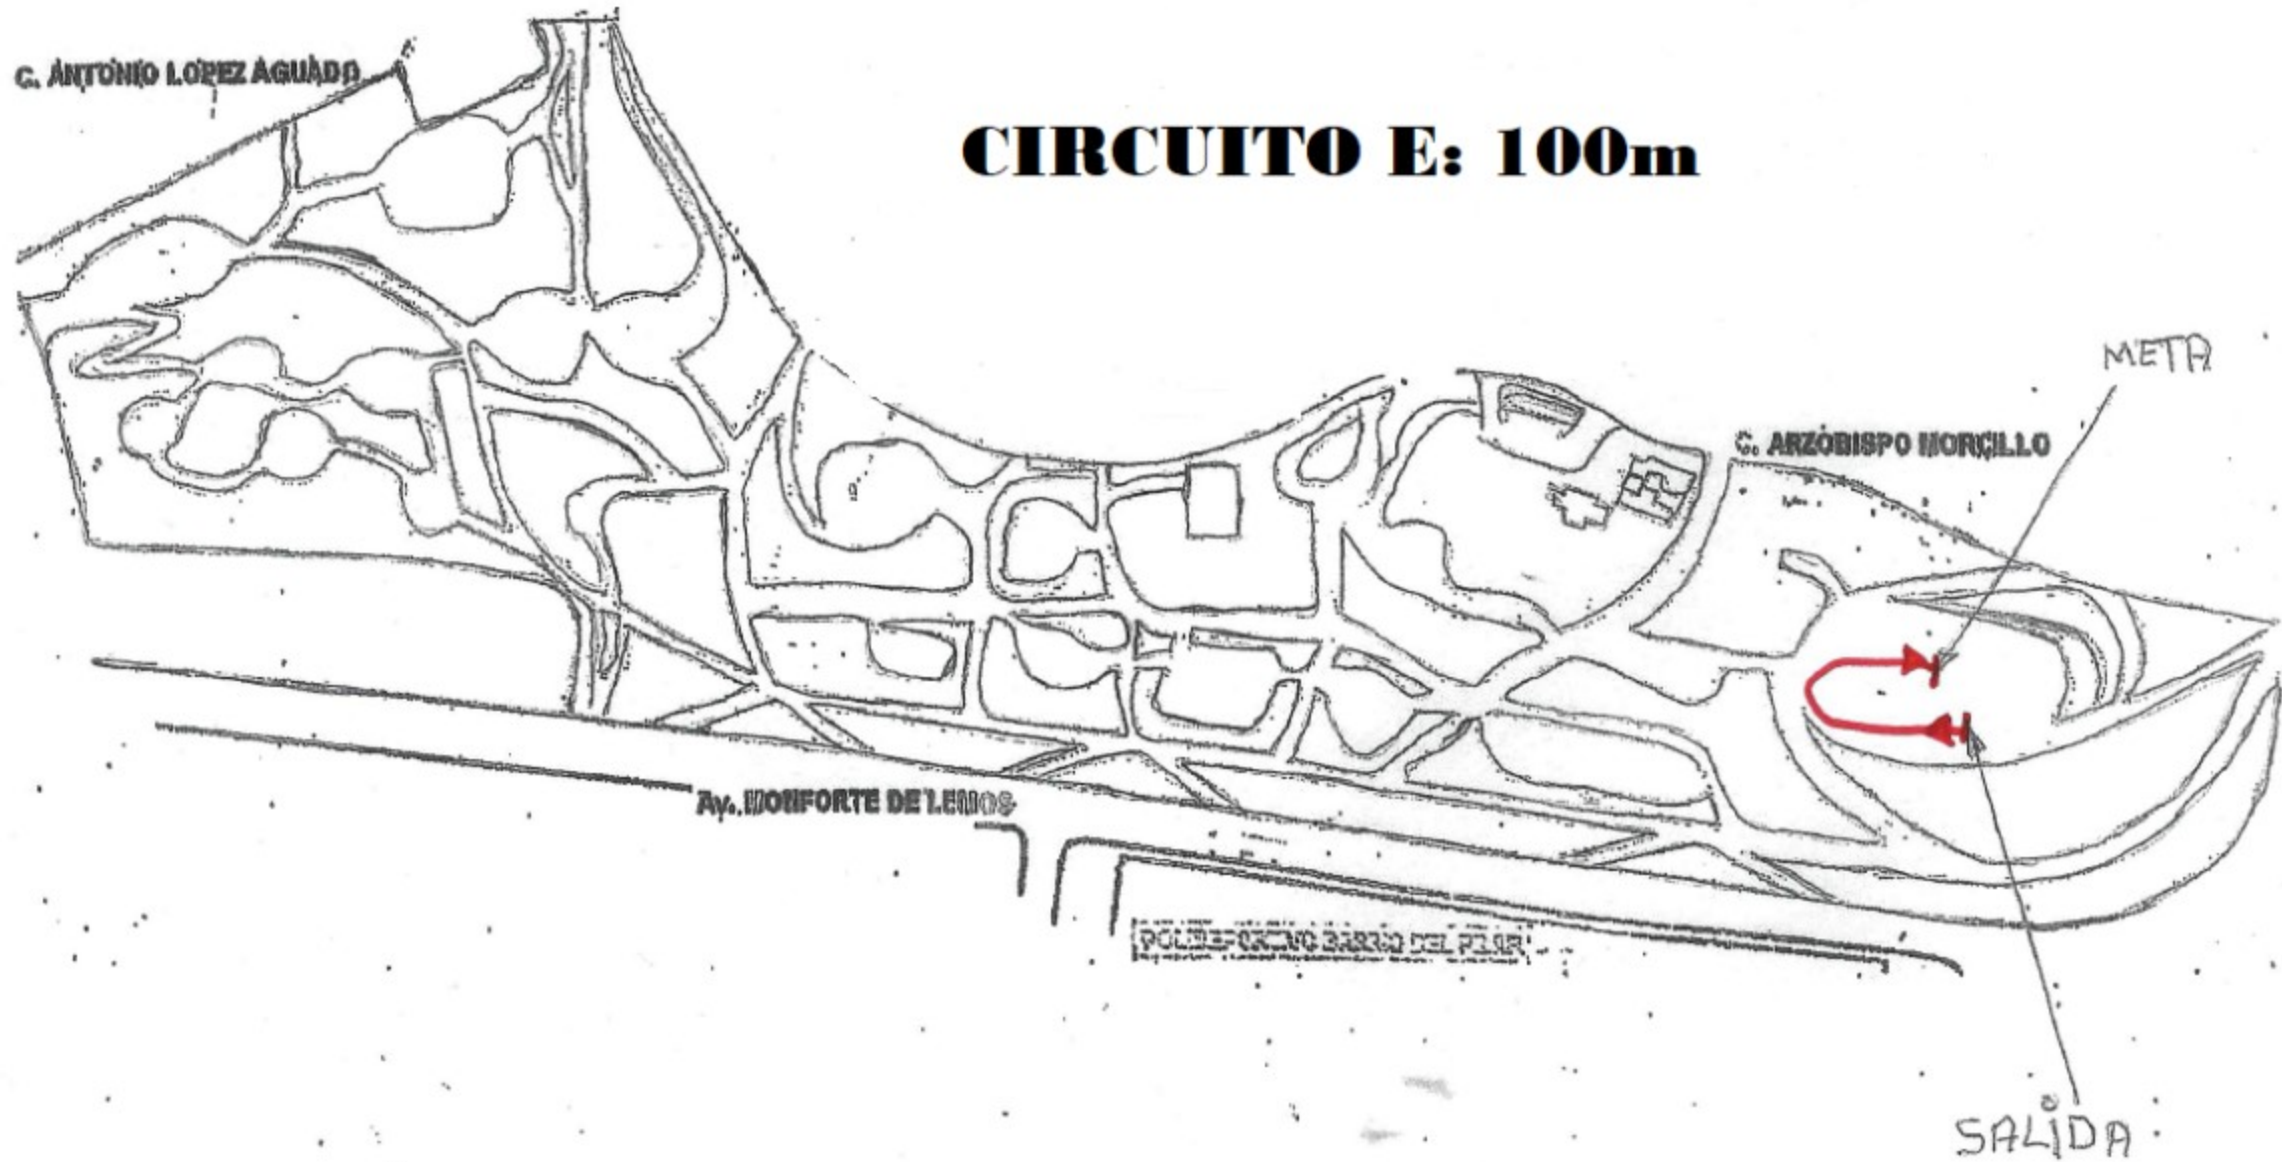 C. ANTONIO LOPEZ AGUADO
CIRCUITO E: 100m
META
C. ARZOBISPO MORCILLO
Av. MONFORTE DE LEMOS
POLIDEPORTIVO BARRIO DEL PILAR
SALIDA